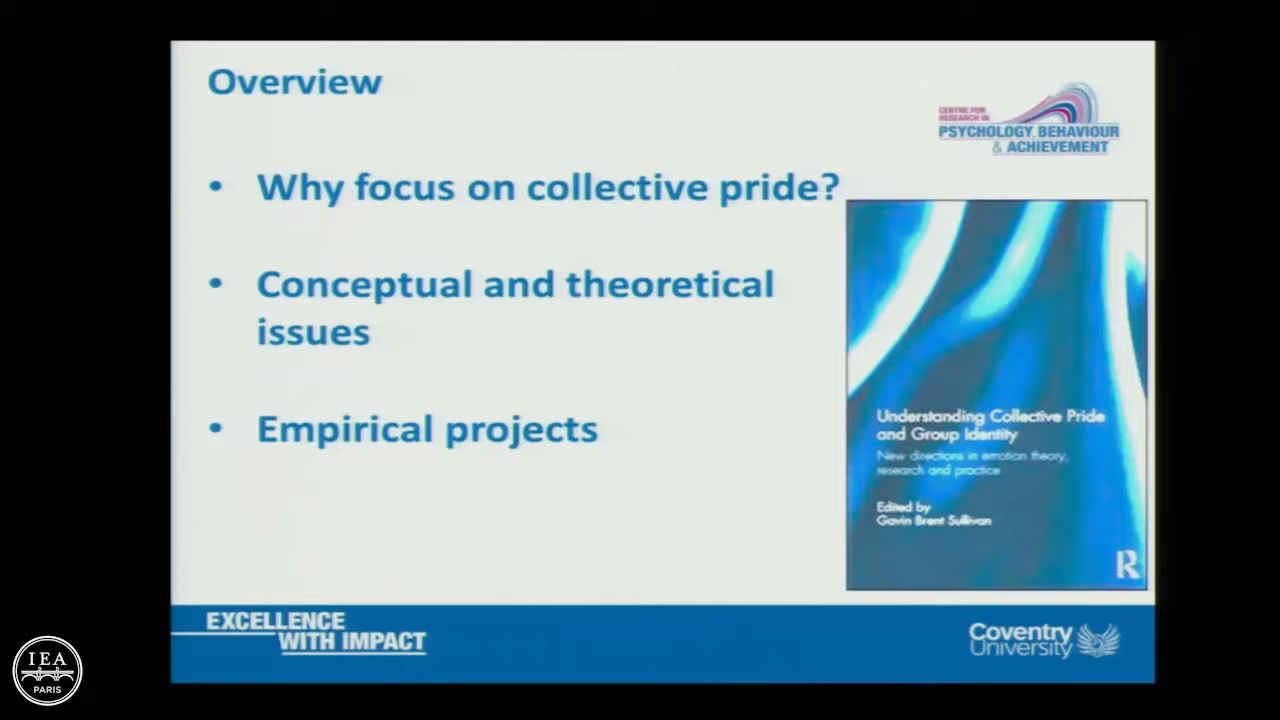 Overview
CENTRE FOR
RESEARCH IN
PSYCHOLOGY, BEHAVIOUR
& ACHIEVEMENT
• Why focus on collective pride?
• Conceptual and theoretical
issues
• Empirical projects
Understanding Collective Pride
and Group Identity
New directions in emotion theory,
research and practice
Edited by
Gavin Brent Sullivan
R
EXCELLENCE
WITH IMPACT
Coventry
University
IEA
PARIS